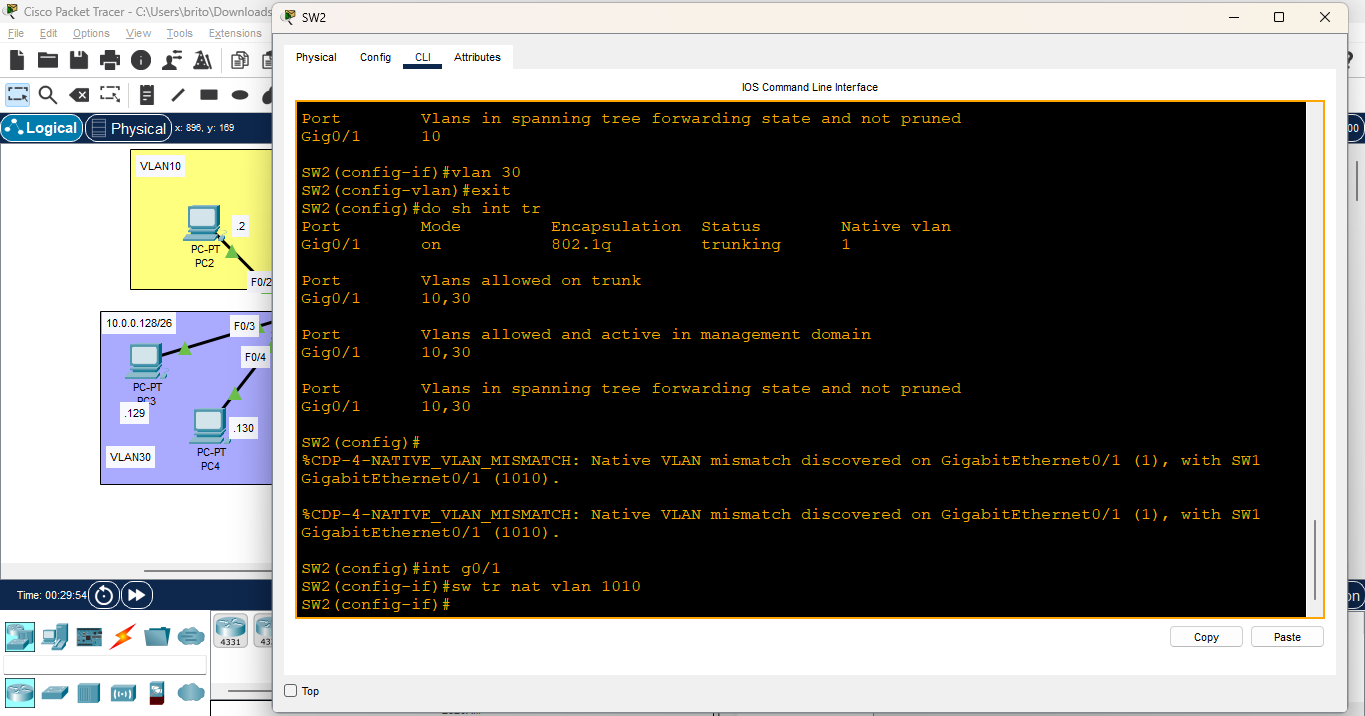 Cisco Packet Tracer - C:\Users\brito\Downloads
File Edit Options View Tools Extensions
Logical Physical x: 896, y: 169
VLAN10
.2
PC-PT
PC2
F0/2
10.0.0.128/26
F0/3
F0/4
PC-PT
PC3
.129
.130
PC-PT
PC4
VLAN30
Time: 00:29:54
4331
SW2
Physical Config CLI Attributes
IOS Command Line Interface
Port Vlans in spanning tree forwarding state and not pruned
Gig0/1 10
SW2(config-if)#vlan 30
SW2(config-vlan)#exit
SW2(config)#do sh int tr
Port Mode Encapsulation Status Native vlan
Gig0/1 on 802.1q trunking 1
Port Vlans allowed on trunk
Gig0/1 10,30
Port Vlans allowed and active in management domain
Gig0/1 10,30
Port Vlans in spanning tree forwarding state and not pruned
Gig0/1 10,30
SW2(config)#
%CDP-4-NATIVE_VLAN_MISMATCH: Native VLAN mismatch discovered on GigabitEthernet0/1 (1), with SW1
GigabitEthernet0/1 (1010).
%CDP-4-NATIVE_VLAN_MISMATCH: Native VLAN mismatch discovered on GigabitEthernet0/1 (1), with SW1
GigabitEthernet0/1 (1010).
SW2(config)#int g0/1
SW2(config-if)#sw tr nat vlan 1010
SW2(config-if)#
Copy Paste
Top